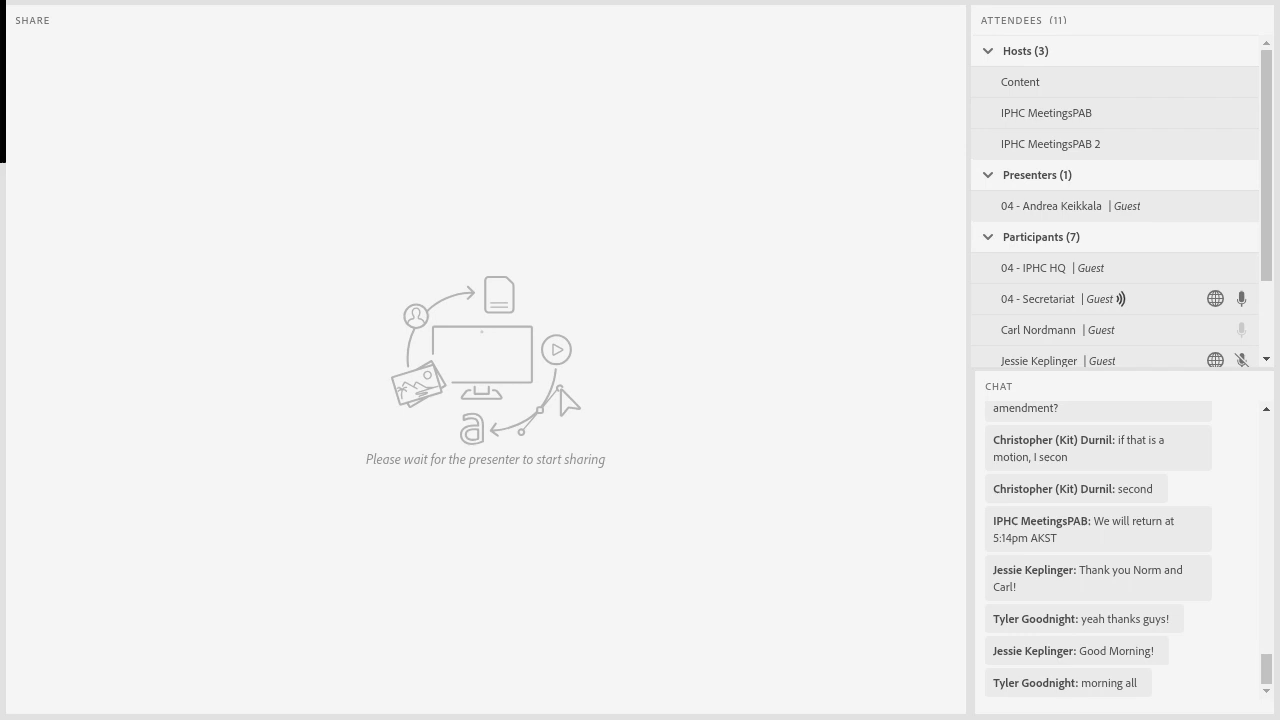 SHARE
Please wait for the presenter to start sharing
ATTENDEES (11)
Hosts (3)
Content
IPHC MeetingsPAB
IPHC MeetingsPAB 2
Presenters (1)
04 - Andrea Keikkala | Guest
Participants (7)
04 - IPHC HQ | Guest
04 - Secretariat | Guest
Carl Nordmann | Guest
Jessie Keplinger | Guest
CHAT
amendment?
Christopher (Kit) Durnil: if that is a
motion, I secon
Christopher (Kit) Durnil: second
IPHC MeetingsPAB: We will return at
5:14pm AKST
Jessie Keplinger: Thank you Norm and
Carl!
Tyler Goodnight: yeah thanks guys!
Jessie Keplinger: Good Morning!
Tyler Goodnight: morning all